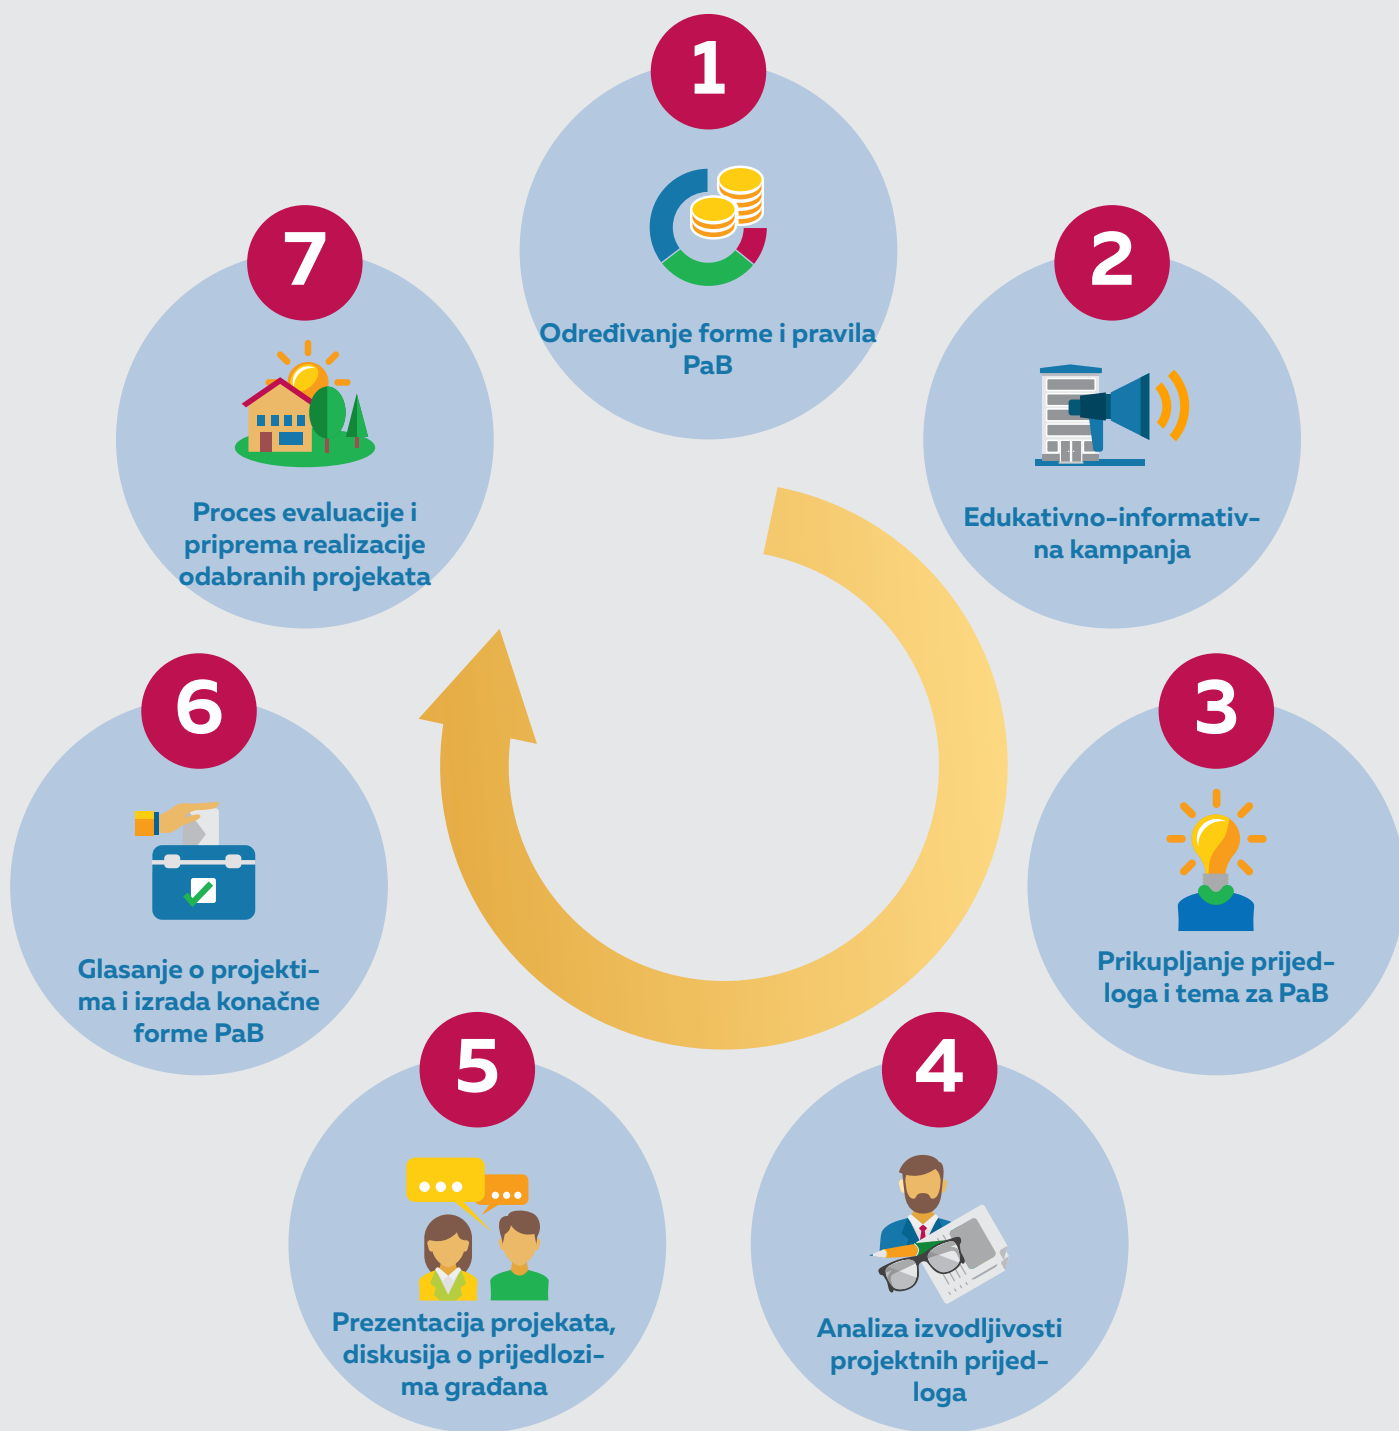 1
Određivanje forme i pravila
PaB
2
Edukativno-informativ-
na kampanja
3
Prikupljanje prijed-
loga i tema za PaB
4
Analiza izvodljivosti
projektnih prijed-
loga
5
Prezentacija projekata,
diskusija o prijedlozi-
ma građana
6
Glasanje o projekti-
ma i izrada konačne
forme PaB
7
Proces evaluacije i
priprema realizacije
odabranih projekata